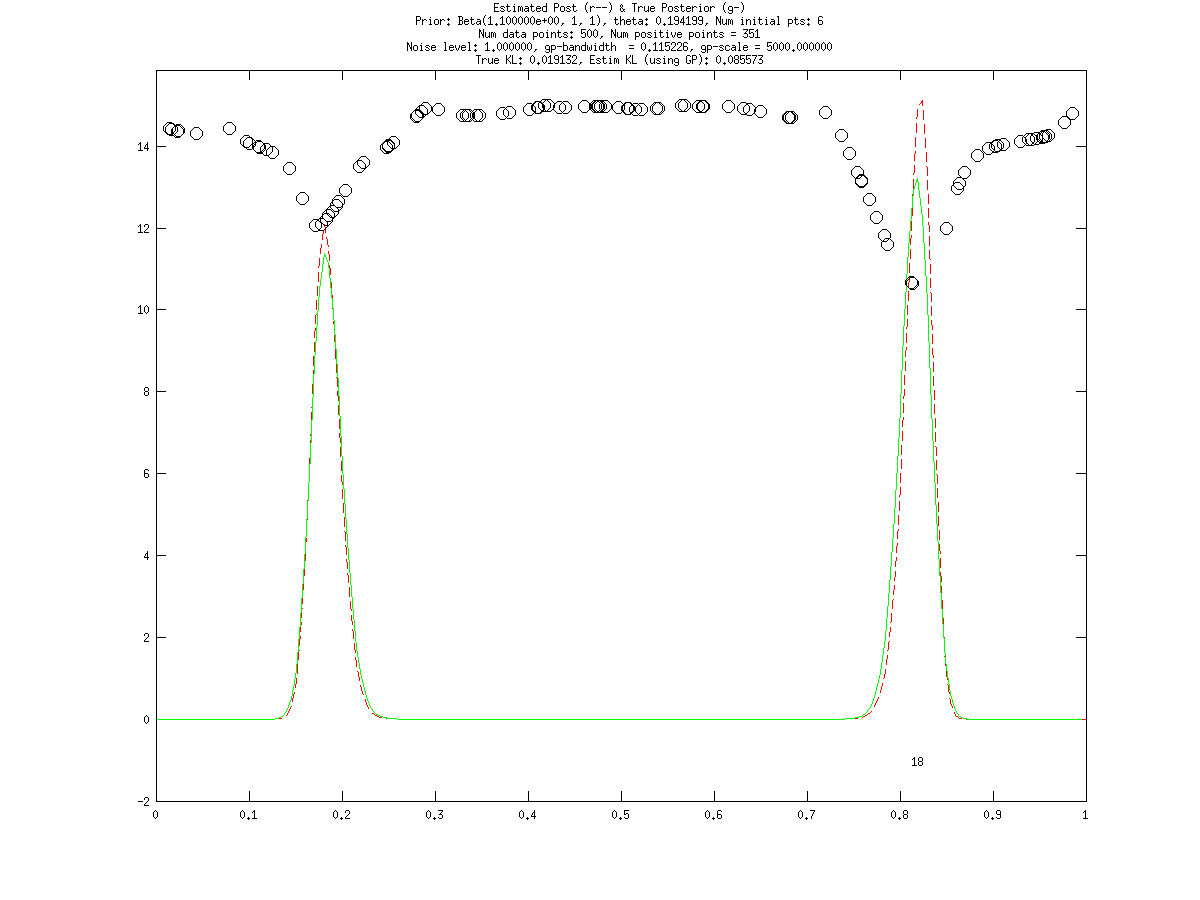 Estimated Post (r--) & True Posterior (g-)
Prior: Beta(1.100000e+00, 1, 1), theta: 0.194199, Num initial pts: 6
Num data points: 500, Num positive points = 351
Noise level: 1.000000, gp-bandwidth  = 0.115226, gp-scale = 5000.000000
True KL: 0.019132, Estim KL (using GP): 0.085573
14
12
10
8
6
4
2
0
18
-2
0 0.1 0.2 0.3 0.4 0.5 0.6 0.7 0.8 0.9 1